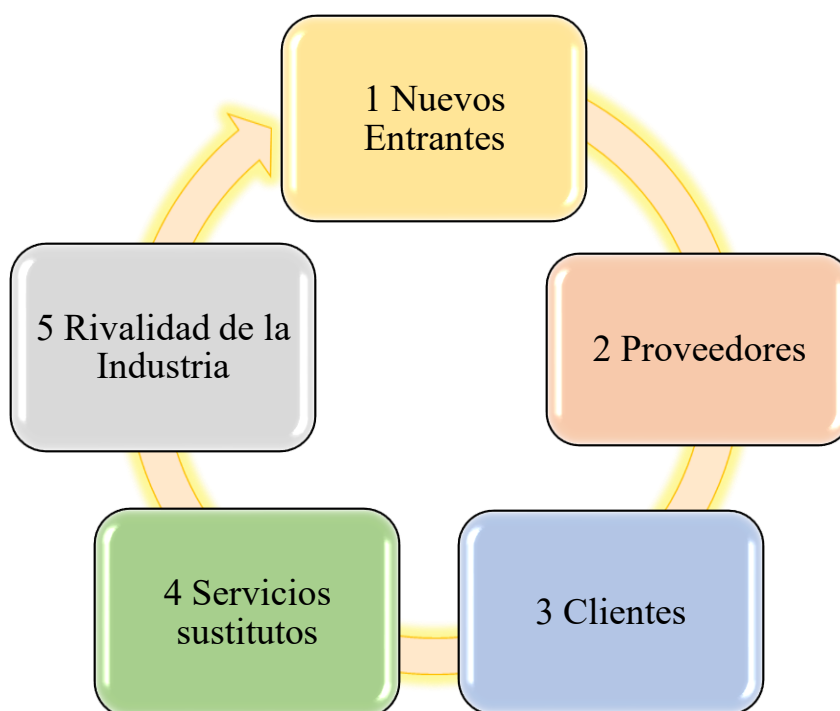 1 Nuevos
Entrantes
2 Proveedores
3 Clientes
4 Servicios
sustitutos
5 Rivalidad de la
Industria